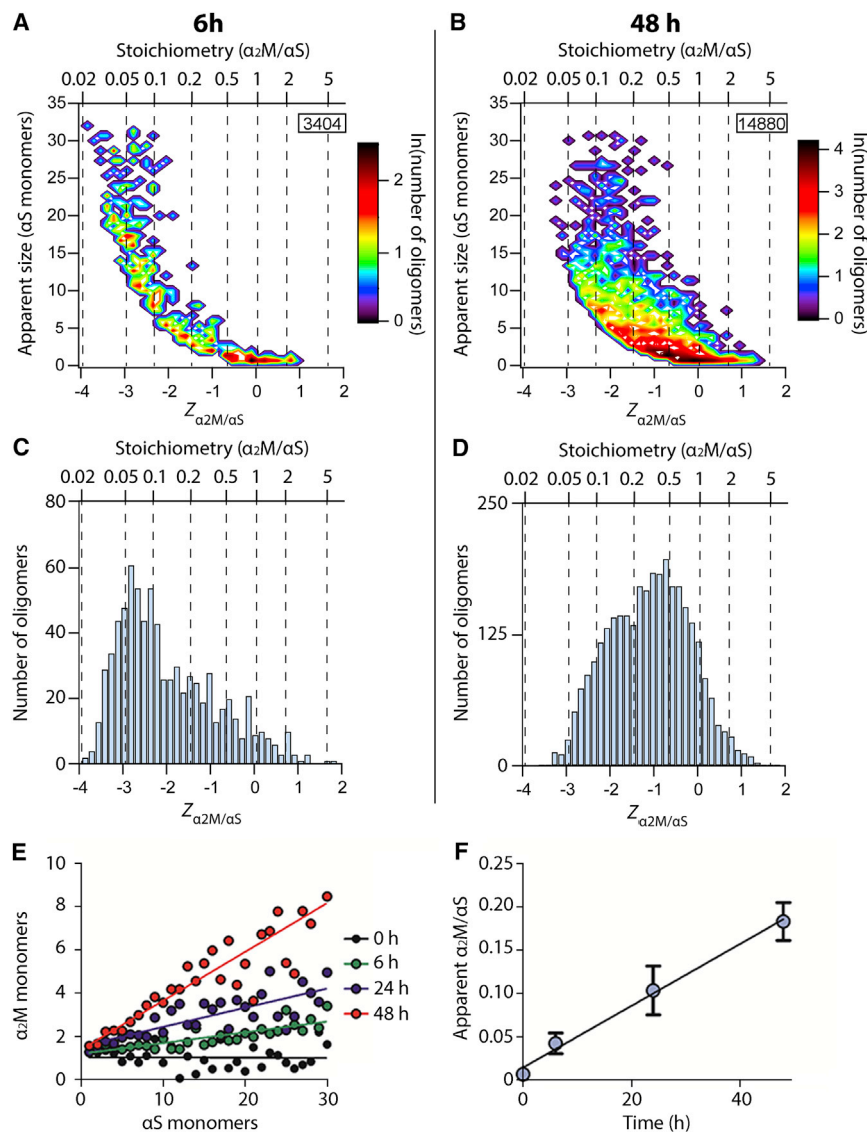 A 6h
Stoichiometry (α2M/αS)
0.02 0.05 0.1 0.2 0.5 1 2 5
3404
35
30
25
20
15
10
5
0
Apparent size (αS monomers)
-4 -3 -2 -1 0 1 2
Zα2M/αS
2
1
0
ln(number of oligomers)
B 48 h
Stoichiometry (α2M/αS)
0.02 0.05 0.1 0.2 0.5 1 2 5
14880
35
30
25
20
15
10
5
0
Apparent size (αS monomers)
-4 -3 -2 -1 0 1 2
Zα2M/αS
4
3
2
1
0
ln(number of oligomers)
C
Stoichiometry (α2M/αS)
0.02 0.05 0.1 0.2 0.5 1 2 5
80
60
40
20
0
Number of oligomers
-4 -3 -2 -1 0 1 2
Zα2M/αS
D
Stoichiometry (α2M/αS)
0.02 0.05 0.1 0.2 0.5 1 2 5
250
125
0
Number of oligomers
-4 -3 -2 -1 0 1 2
Zα2M/αS
E
10
8
6
4
2
0
α2M monomers
0 10 20 30
αS monomers
0 h
6 h
24 h
48 h
F
0.25
0.20
0.15
0.10
0.05
0
Apparent α2M/αS
0 20 40
Time (h)